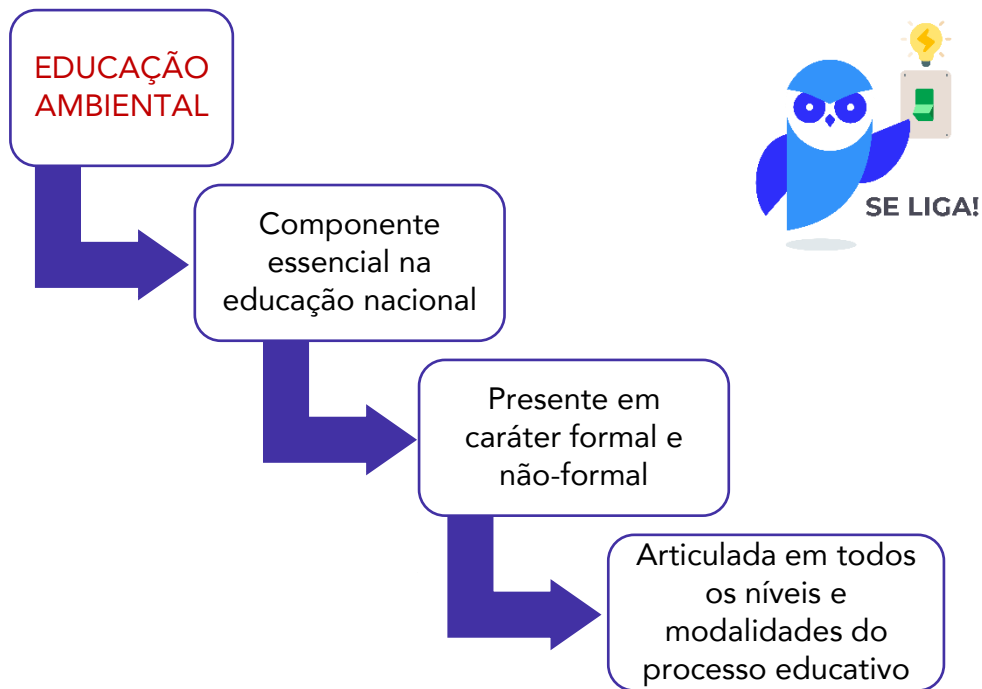 EDUCAÇÃO
AMBIENTAL
SE LIGA!
Componente
essencial na
educação nacional
Presente em
caráter formal e
não-formal
Articulada em todos
os níveis e
modalidades do
processo educativo